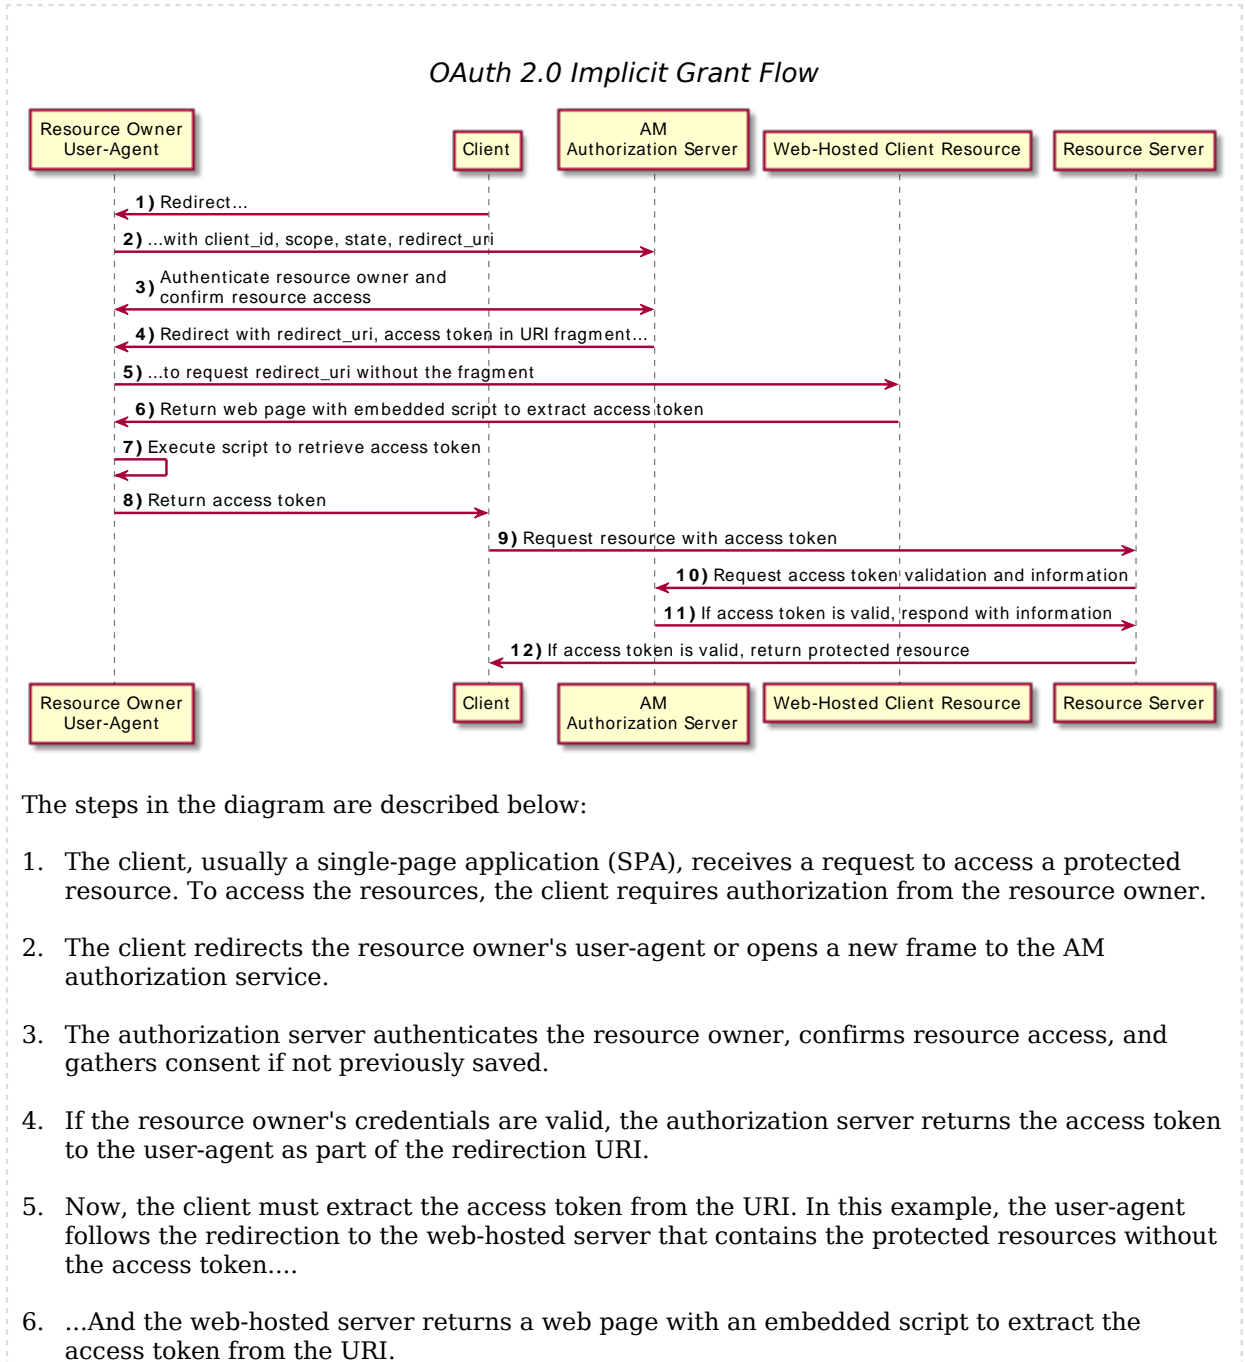 OAuth 2.0 Implicit Grant Flow
Resource Owner
User-Agent
Client
AM
Authorization Server
Web-Hosted Client Resource
Resource Server
1) Redirect...
2) ...with client_id, scope, state, redirect_uri
3) Authenticate resource owner and
confirm resource access
4) Redirect with redirect_uri, access token in URI fragment...
5) ...to request redirect_uri without the fragment
6) Return web page with embedded script to extract access token
7) Execute script to retrieve access token
8) Return access token
9) Request resource with access token
10) Request access token validation and information
11) If access token is valid, respond with information
12) If access token is valid, return protected resource
Resource Owner
User-Agent
Client
AM
Authorization Server
Web-Hosted Client Resource
Resource Server
The steps in the diagram are described below:
1. The client, usually a single-page application (SPA), receives a request to access a protected
resource. To access the resources, the client requires authorization from the resource owner.
2. The client redirects the resource owner's user-agent or opens a new frame to the AM
authorization service.
3. The authorization server authenticates the resource owner, confirms resource access, and
gathers consent if not previously saved.
4. If the resource owner's credentials are valid, the authorization server returns the access token
to the user-agent as part of the redirection URI.
5. Now, the client must extract the access token from the URI. In this example, the user-agent
follows the redirection to the web-hosted server that contains the protected resources without
the access token....
6. ...And the web-hosted server returns a web page with an embedded script to extract the
access token from the URI.